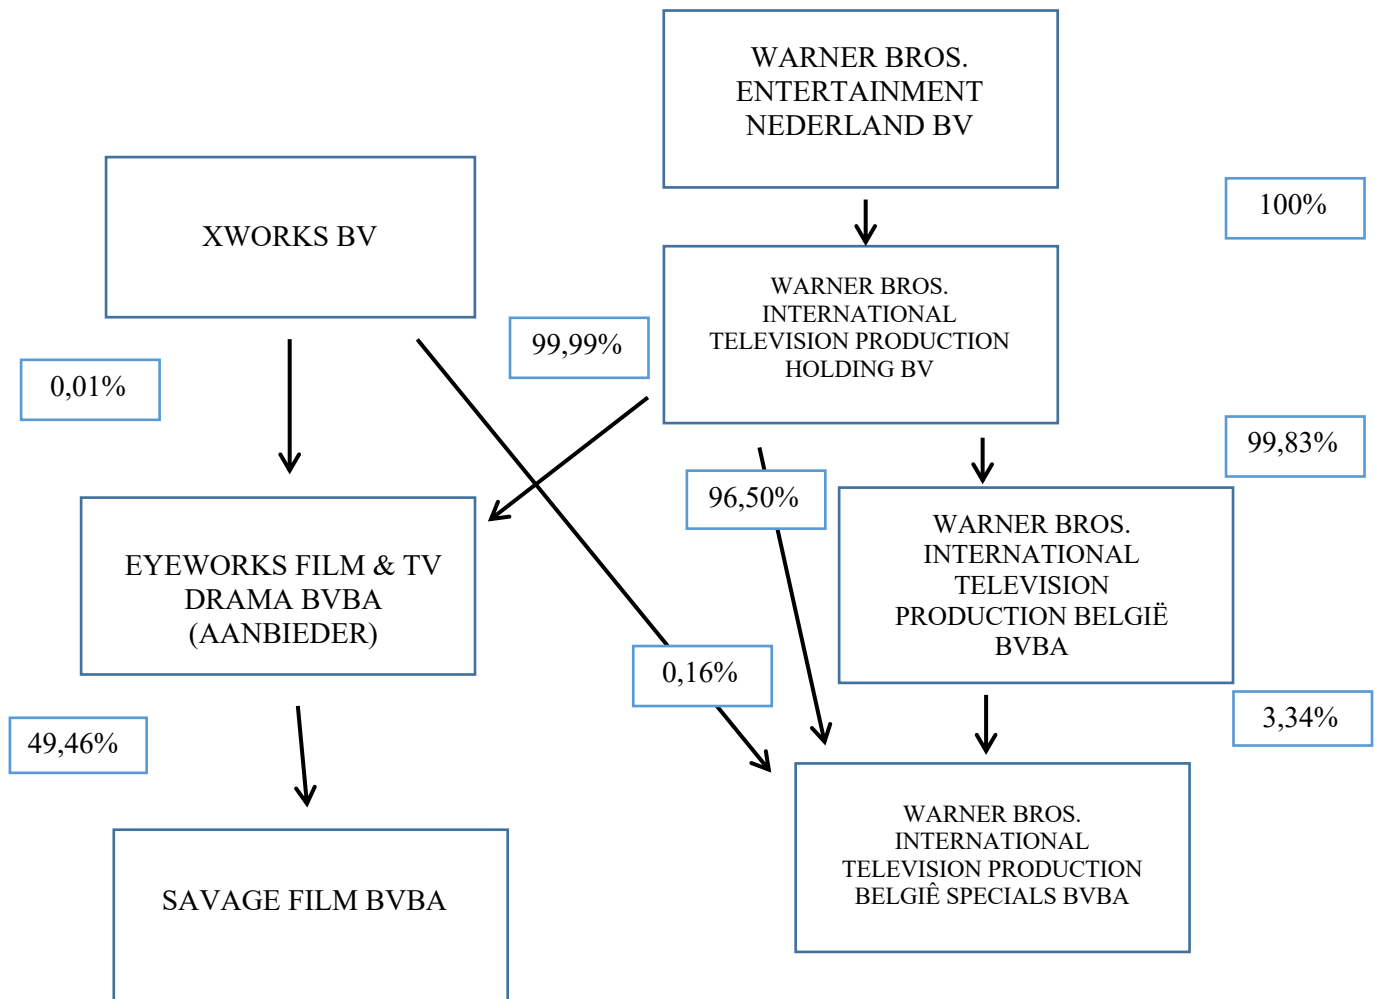 WARNER BROS.
ENTERTAINMENT
NEDERLAND BV
100%
XWORKS BV
WARNER BROS.
INTERNATIONAL
TELEVISION PRODUCTION
HOLDING BV
99,99%
0,01%
99,83%
96,50%
EYEWORKS FILM & TV
DRAMA BVBA
(AANBIEDER)
WARNER BROS.
INTERNATIONAL
TELEVISION
PRODUCTION BELGIË
BVBA
0,16%
3,34%
49,46%
SAVAGE FILM BVBA
WARNER BROS.
INTERNATIONAL
TELEVISION PRODUCTION
BELGIÊ SPECIALS BVBA